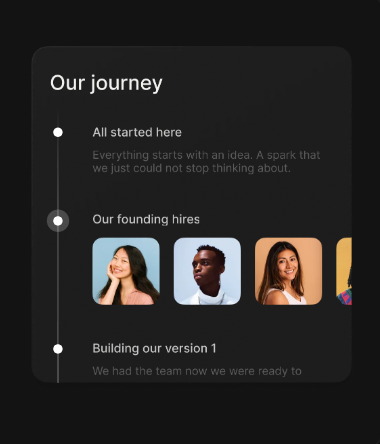 Our journey
All started here
Everything starts with an idea. A spark that
we just could not stop thinking about.
Our founding hires
Building our version 1
We had the team now we were ready to